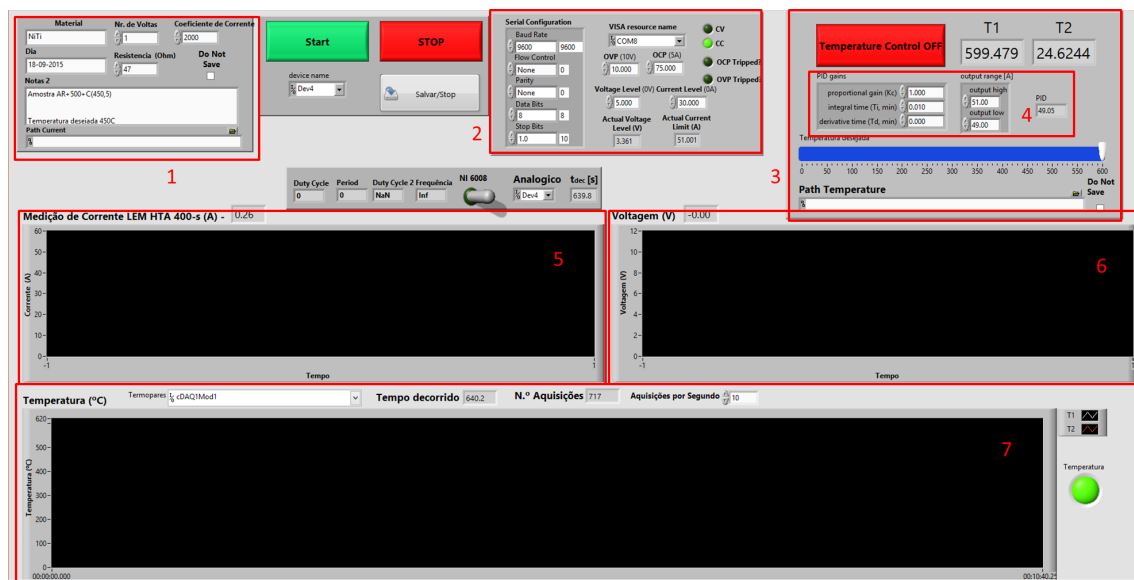 Material
Nr. de Voltas
Coeficiente de Corrente
NiTi
1
2000
Dia
Resistencia (Ohm)
Do Not Save
18-09-2015
47
Notas 2
Amostra AR+500+C(450,5)
Temperatura desejada 450C
Path Current
1
Start
STOP
device name
Dev4
Salvar/Stop
2
Serial Configuration
Baud Rate
9600
9600
Flow Control
None
0
Parity
None
0
Data Bits
8
8
Stop Bits
1.0
10
VISA resource name
COM8
OVP (10V)
OCP (5A)
10.000
75.000
Voltage Level (0V)
Current Level (0A)
5.000
30.000
Actual Voltage Level (V)
Actual Current Limit (A)
3.361
51.001
CV
CC
OCP Tripped?
OVP Tripped?
3
Temperature Control OFF
T1
T2
599.479
24.6244
PID gains
proportional gain (Kc)
1.000
integral time (Ti, min)
0.010
derivative time (Td, min)
0.000
output range [A]
output high
51.00
output low
49.00
4
PID
49.05
Temperatura desejada
0 50 100 150 200 250 300 350 400 450 500 550 600
Path Temperature
Do Not Save
Duty Cycle
Period
Duty Cycle 2
Frequência
NI 6008
Analogico
tdec [s]
0
0
NaN
Inf
Dev4
639.8
Medição de Corrente LEM HTA 400-s (A) -
0.26
60
50
40
30
20
10
0
Corrente (A)
-1
1
Tempo
5
Voltagem (V)
-0.00
12
10
8
6
4
2
0
Voltagem (V)
-1
1
Tempo
6
Temperatura (ºC)
Termopares
cDAQ1Mod1
Tempo decorrido
640.2
N.º Aquisições
717
Aquisições por Segundo
10
620
500
400
300
200
100
0
Temperatura (ºC)
00:00:00.000
00:10:40.25
7
T1
T2
Temperatura